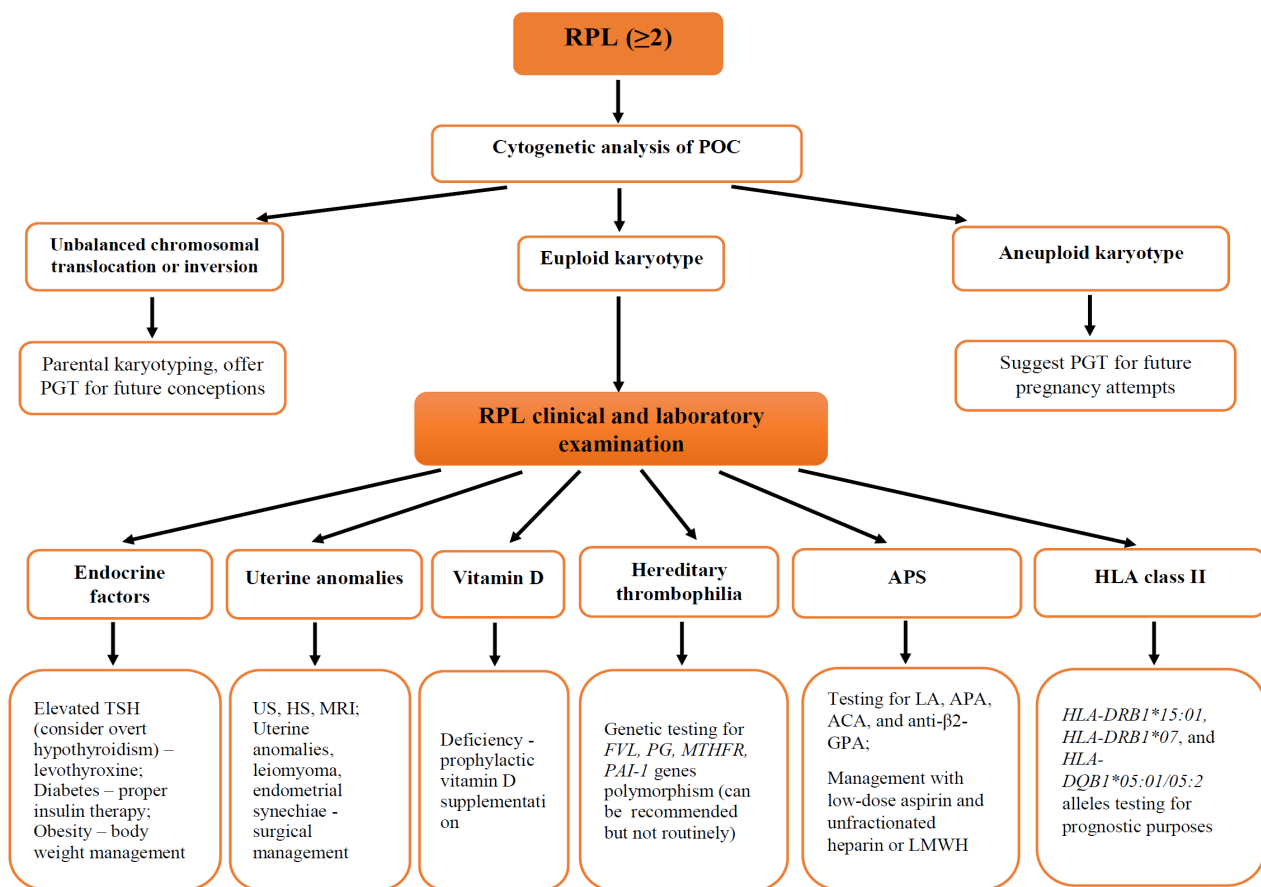 RPL (≥2)
Cytogenetic analysis of POC
Unbalanced chromosomal
translocation or inversion
Euploid karyotype
Aneuploid karyotype
Parental karyotyping, offer
PGT for future conceptions
Suggest PGT for future
pregnancy attempts
RPL clinical and laboratory
examination
Endocrine
factors
Uterine anomalies
Vitamin D
Hereditary
thrombophilia
APS
HLA class II
Elevated TSH
(consider overt
hypothyroidism) –
levothyroxine;
Diabetes – proper
insulin therapy;
Obesity – body
weight management
US, HS, MRI;
Uterine
anomalies,
leiomyoma,
endometrial
synechiae -
surgical
management
Deficiency -
prophylactic
vitamin D
supplementati
on
Genetic testing for
FVL, PG, MTHFR,
PAI-1 genes
polymorphism (can
be recommended
but not routinely)
Testing for LA, APA,
ACA, and anti-β2-
GPA;
Management with
low-dose aspirin and
unfractionated
heparin or LMWH
HLA-DRB1*15:01,
HLA-DRB1*07, and
HLA-
DQB1*05:01/05:2
alleles testing for
prognostic purposes